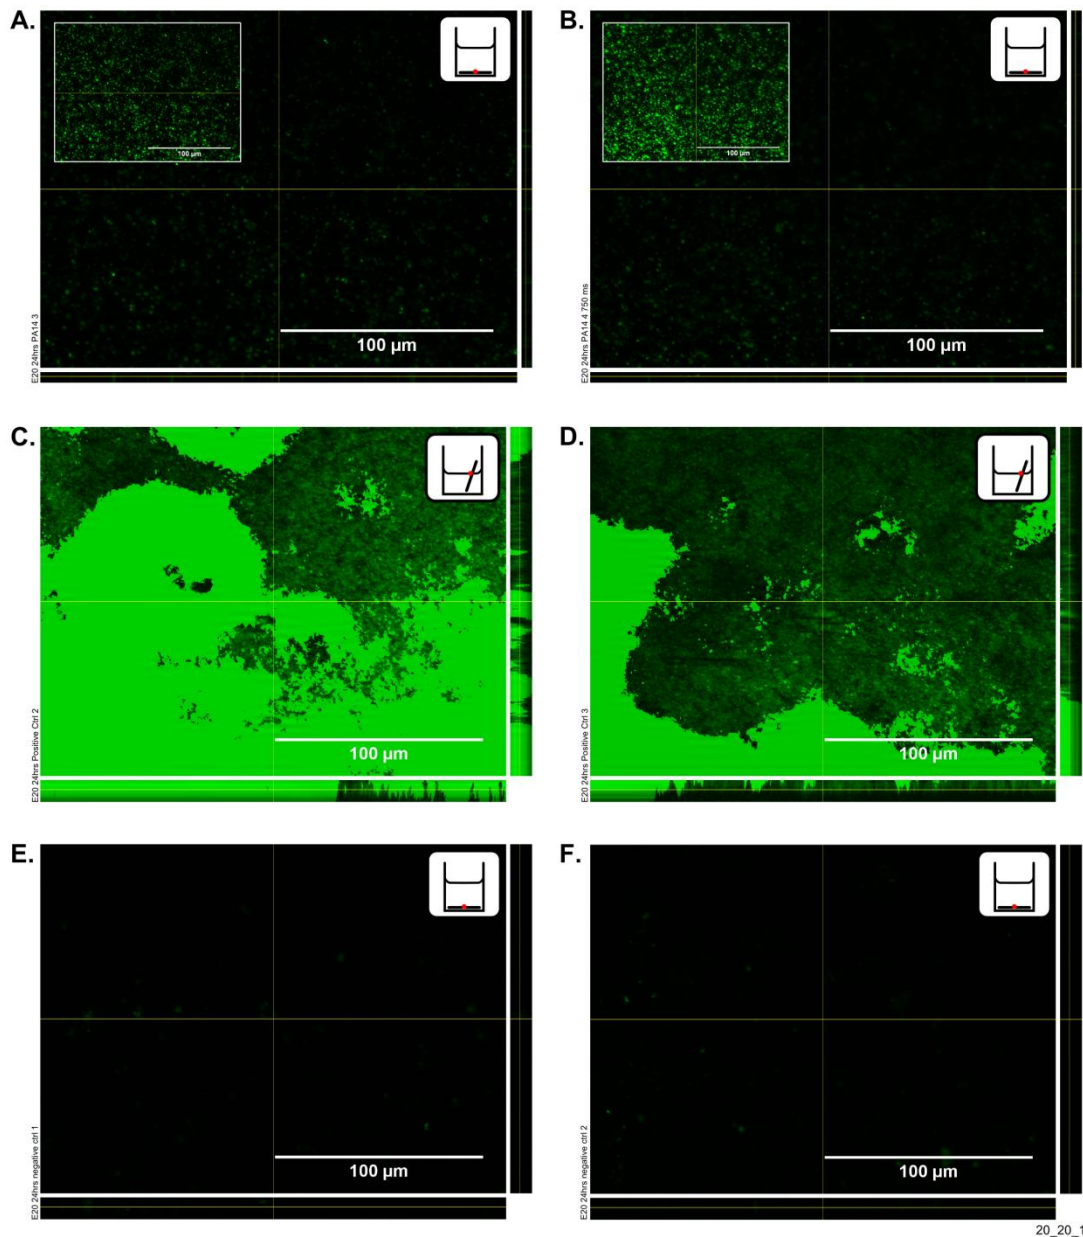 A.
100 µm
100 µm
E20 24hrs PA14 3
B.
100 µm
100 µm
E20 24hrs PA14 4 750 ms
C.
100 µm
E20 24hrs Positive Ctrl 2
D.
100 µm
E20 24hrs Positive Ctrl 3
E.
100 µm
E20 24hrs negative ctrl 1
F.
100 µm
E20 24hrs negative ctrl 2
20_20_1